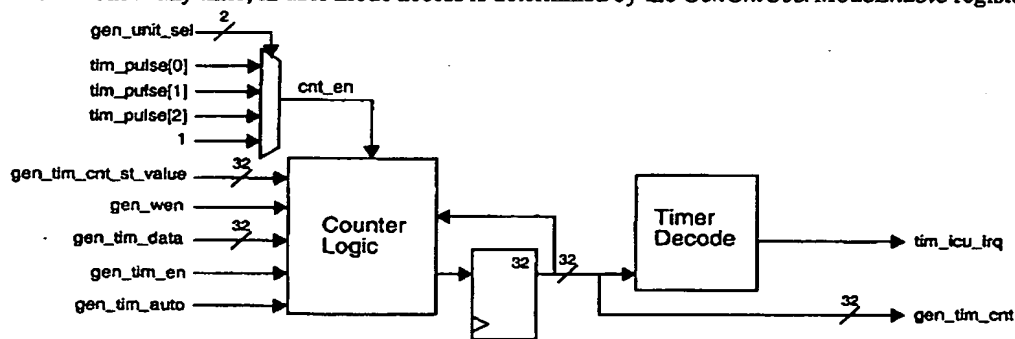 gen_unit_sel 2
tim_pulse[0]
tim_pulse[1]
cnt_en
tim_pulse[2]
1
gen_tim_cnt_st_value 32
gen_wen
gen_tim_data 32
gen_tim_en
gen_tim_auto
Counter
Logic
32
32
Timer
Decode
tim_icu_irq
32
gen_tim_cnt